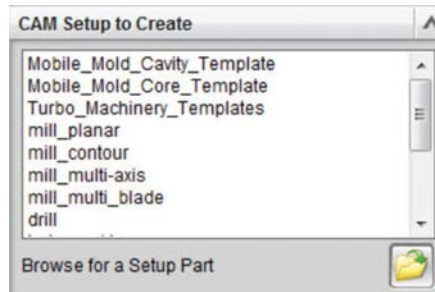 CAM Setup to Create
Mobile_Mold_Cavity_Template
Mobile_Mold_Core_Template
Turbo_Machinery_Templates
mill_planar
mill_contour
mill_multi-axis
mill_multi_blade
drill
Browse for a Setup Part